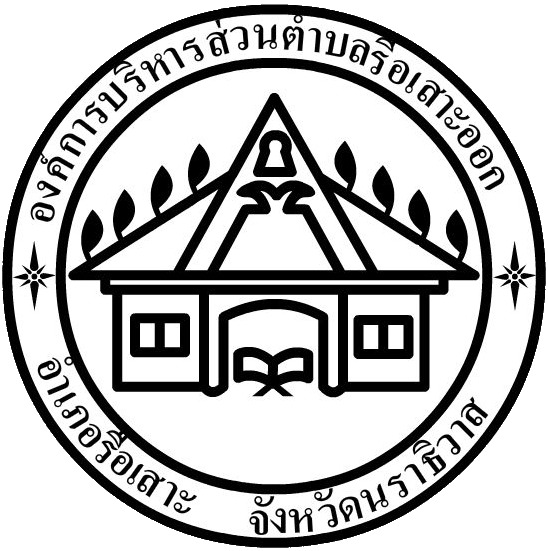 องค์การบริหารส่วนตำบลรือเสาะออก
อำเภอรือเสาะ
จังหวัดนราธิวาส